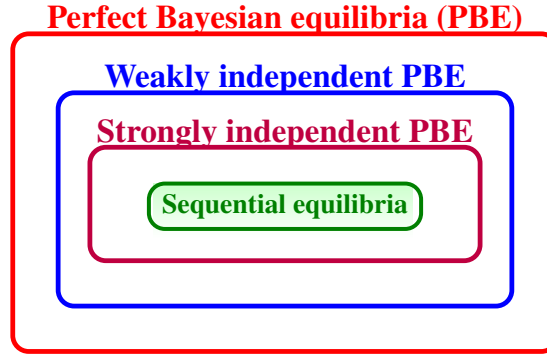 Perfect Bayesian equilibria (PBE)
Weakly independent PBE
Strongly independent PBE
Sequential equilibria